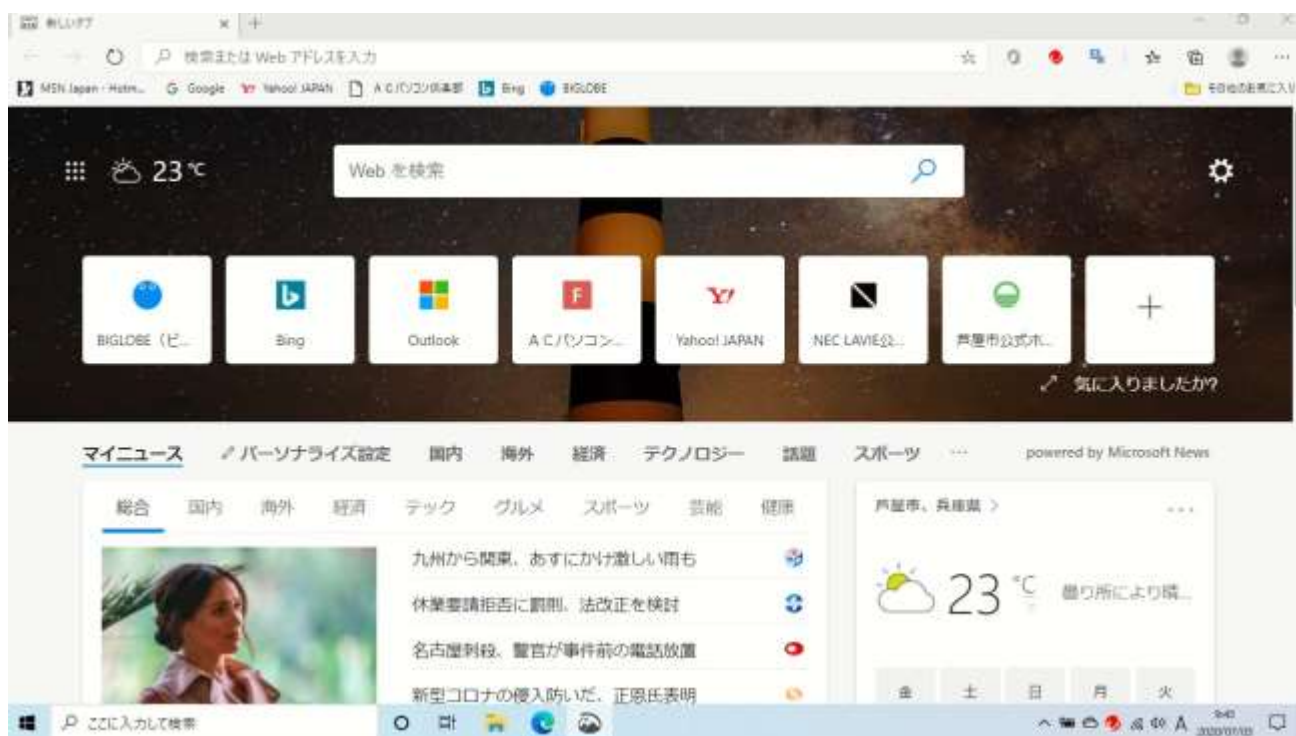 新しいタブ
検索または Web アドレスを入力
MSN Japan - Hotm... Google Yahoo! JAPAN A Cパソコン倶楽部 Bing BIGLOBE その他のお気に入り
23 ℃ Web を検索
BIGLOBE（ビ... Bing Outlook A Cパソコン... Yahoo! JAPAN NEC LAVIE公... 芦屋市公式ホ...
気に入りましたか?
マイニュース パーソナライズ設定 国内 海外 経済 テクノロジー 話題 スポーツ ... powered by Microsoft News
総合 国内 海外 経済 テック グルメ スポーツ 芸能 健康
芦屋市、兵庫県 >
九州から関東、あすにかけ激しい雨も
休業要請拒否に罰則、法改正を検討
23 ℃ 曇り所により晴...
名古屋刺殺、警官が事件前の電話放置
新型コロナの侵入防いだ、正恩氏表明
金 土 日 月 火
ここに入力して検索 A 9:40